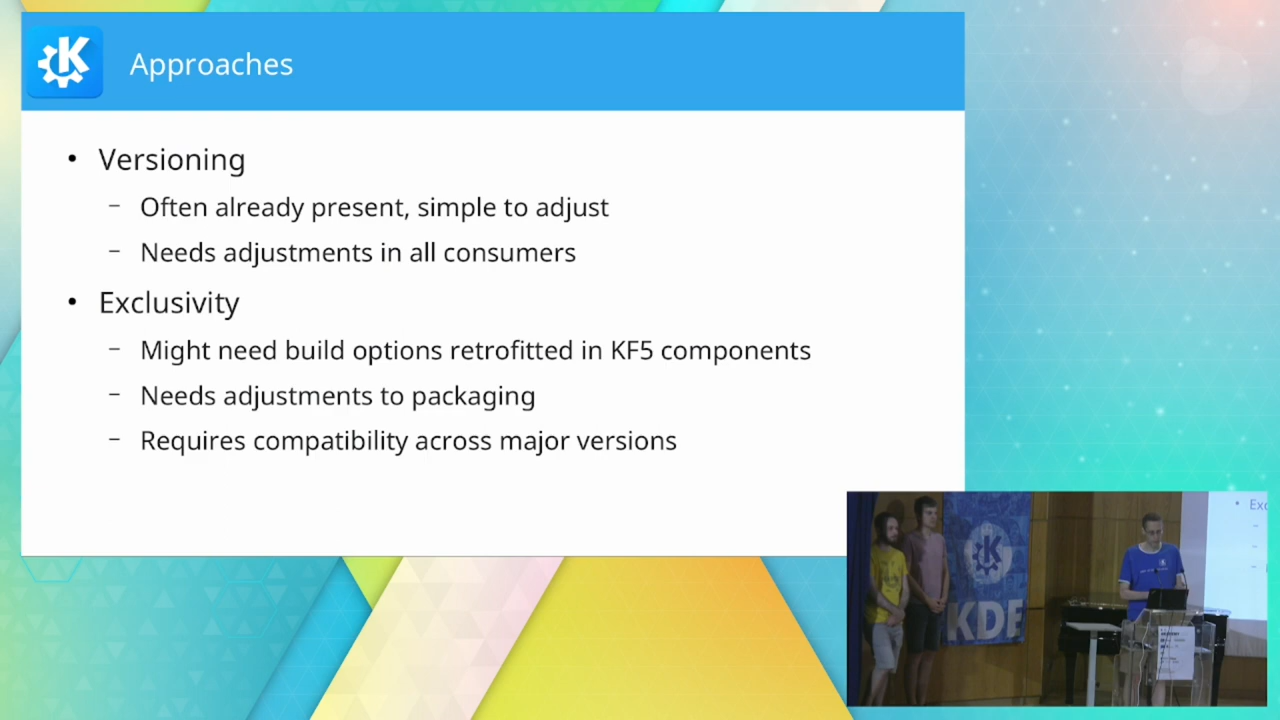 Approaches
• Versioning
– Often already present, simple to adjust
– Needs adjustments in all consumers
• Exclusivity
– Might need build options retrofitted in KF5 components
– Needs adjustments to packaging
– Requires compatibility across major versions
• Exc
KDE